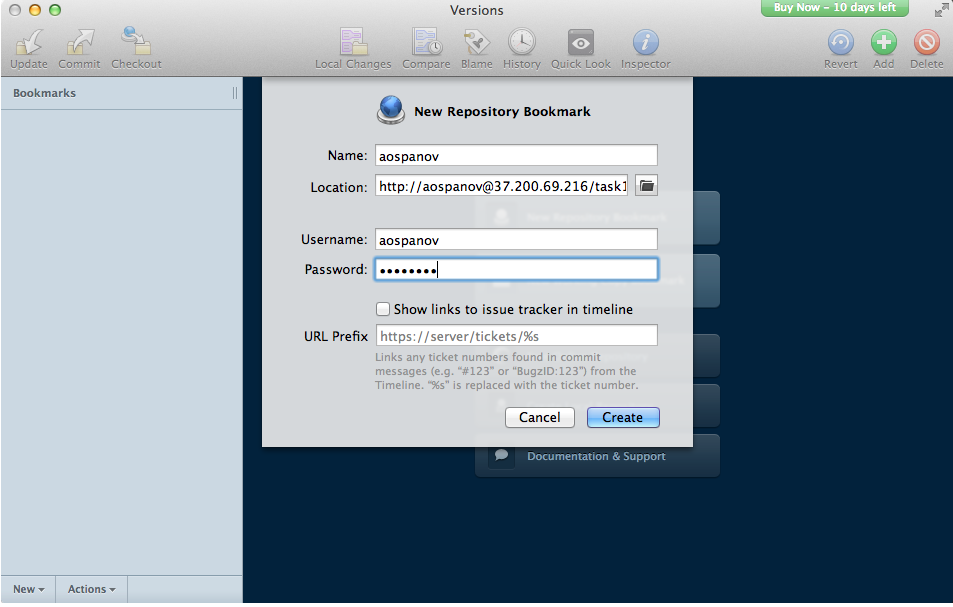 Versions
Buy Now – 10 days left
Update Commit Checkout Local Changes Compare Blame History Quick Look Inspector Revert Add Delete
Bookmarks
New Repository Bookmark
Name: aospanov
Location: http://aospanov@37.200.69.216/task1
New Repository Bookmark
Username: aospanov
Password: ••••••••
Show links to issue tracker in timeline
URL Prefix https://server/tickets/%s
Links any ticket numbers found in commit
messages (e.g. “#123” or “BugzID:123”) from the
Timeline. “%s” is replaced with the ticket number.
Cancel Create
Documentation & Support
New Actions